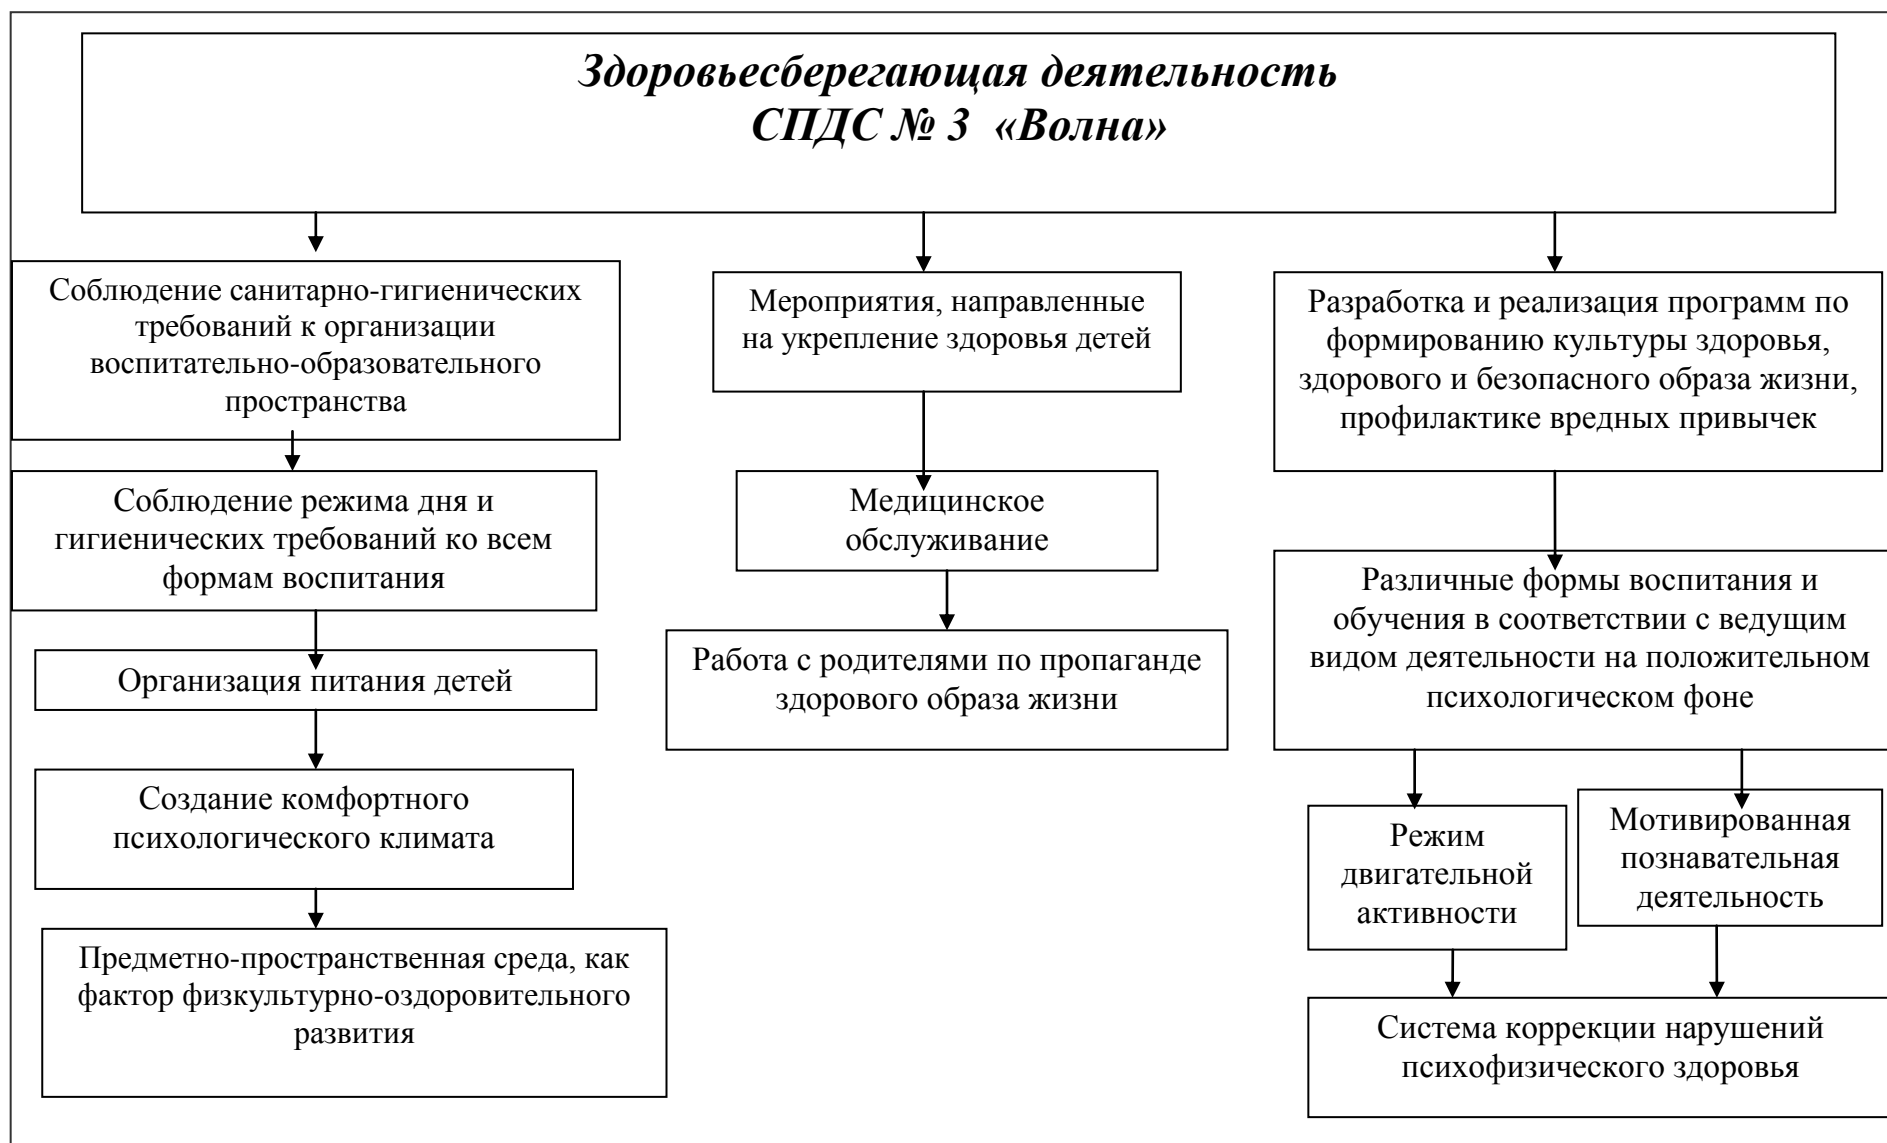 Здоровьесберегающая деятельность
СПДС № 3 «Волна»
Соблюдение санитарно-гигиенических
требований к организации
воспитательно-образовательного
пространства
Соблюдение режима дня и
гигиенических требований ко всем
формам воспитания
Организация питания детей
Создание комфортного
психологического климата
Предметно-пространственная среда, как
фактор физкультурно-оздоровительного
развития
Мероприятия, направленные
на укрепление здоровья детей
Медицинское
обслуживание
Работа с родителями по пропаганде
здорового образа жизни
Разработка и реализация программ по
формированию культуры здоровья,
здорового и безопасного образа жизни,
профилактике вредных привычек
Различные формы воспитания и
обучения в соответствии с ведущим
видом деятельности на положительном
психологическом фоне
Режим
двигательной
активности
Мотивированная
познавательная
деятельность
Система коррекции нарушений
психофизического здоровья